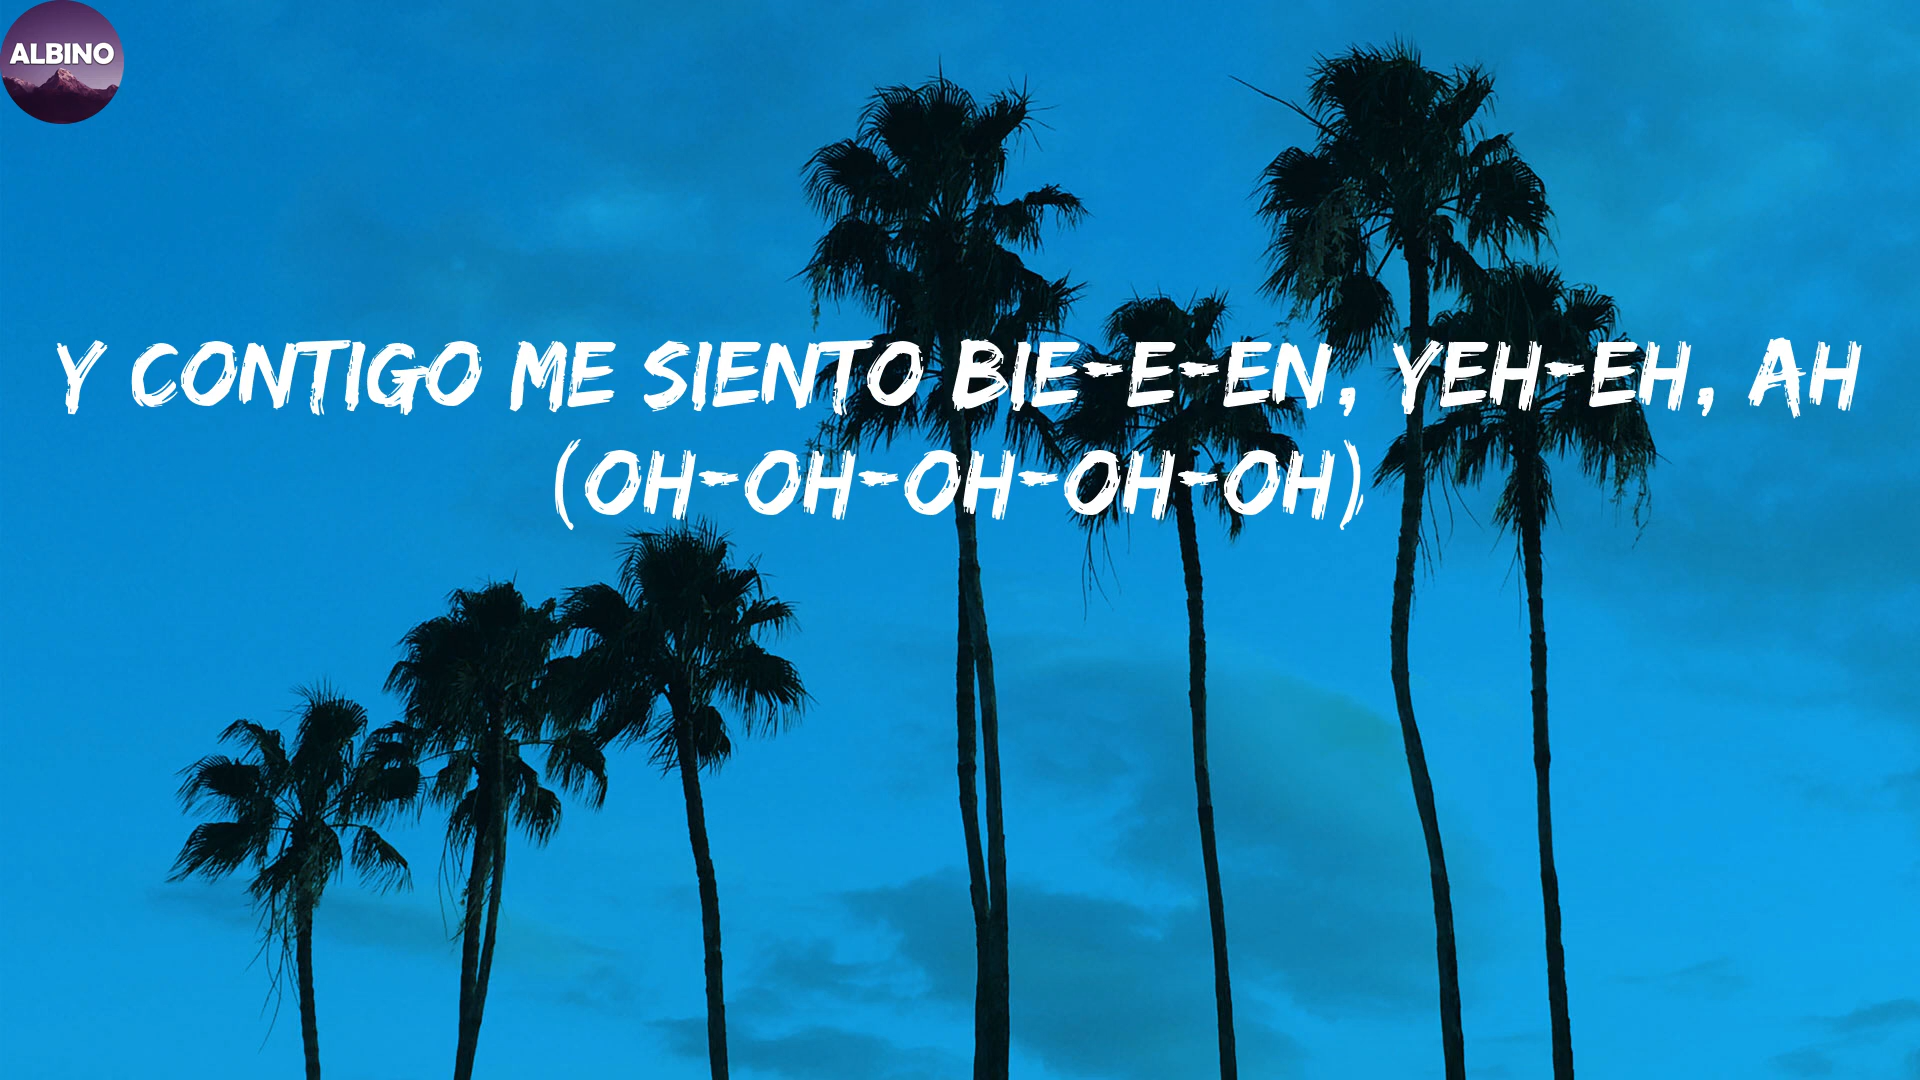 ALBINO
Y CONTIGO ME SIENTO BIE-E-EN, YEH-EH, AH
(OH-OH-OH-OH-OH)